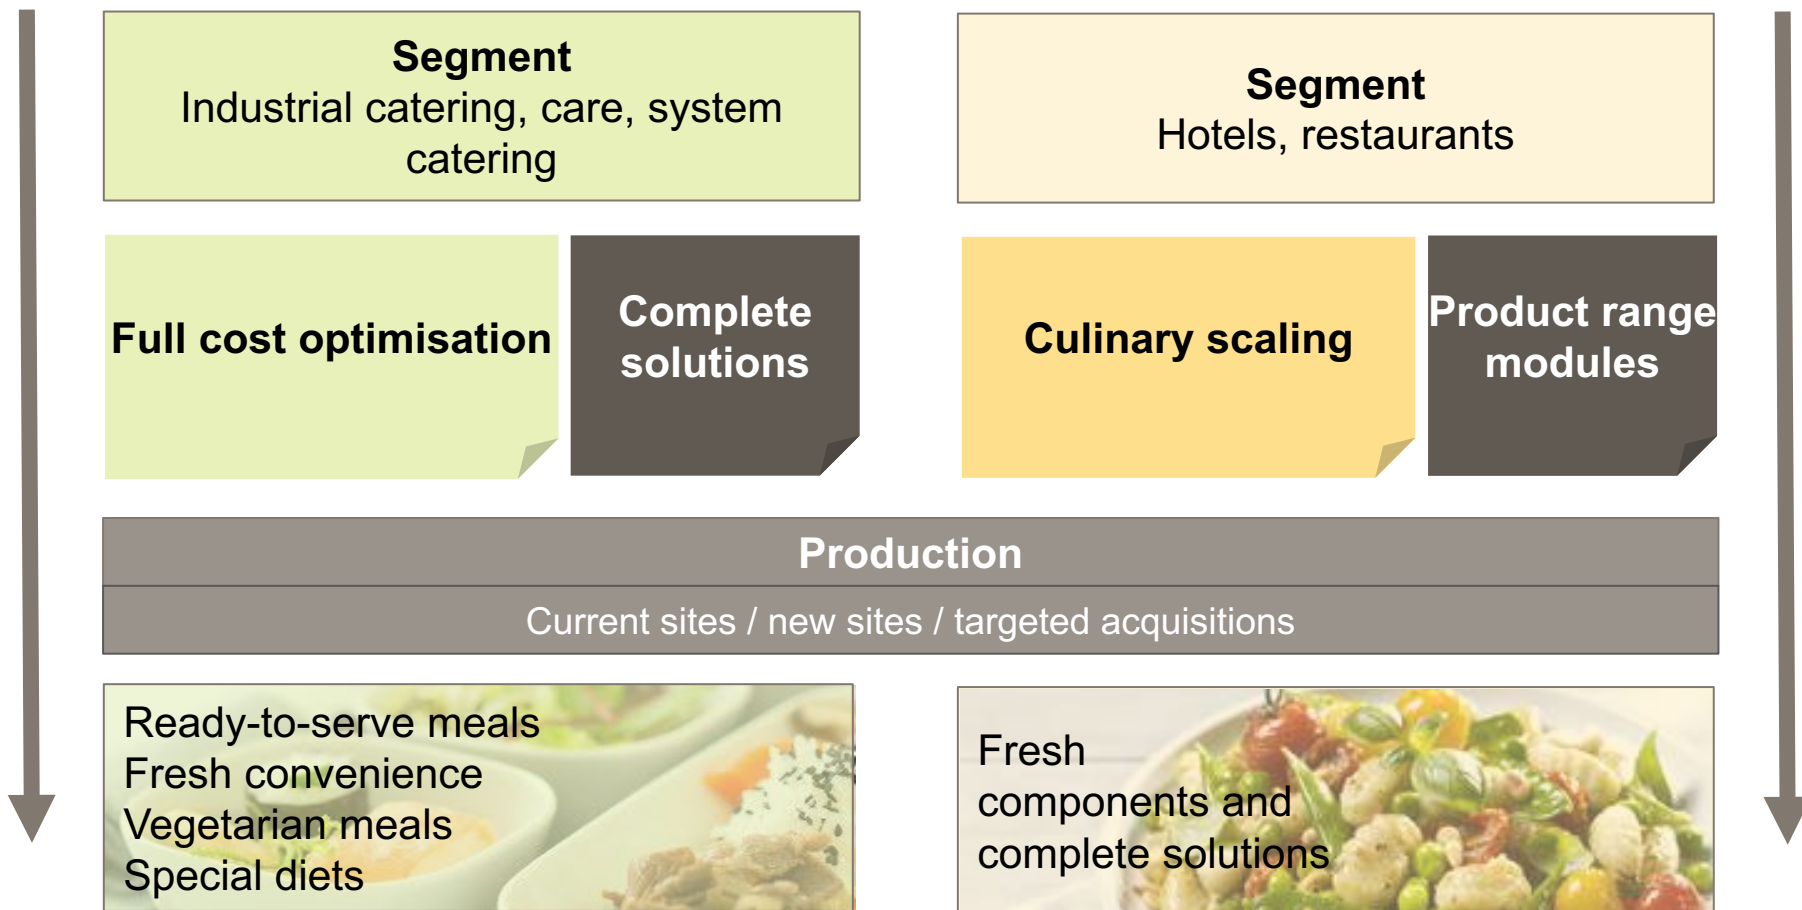 Segment
Industrial catering, care, system
catering
Segment
Hotels, restaurants
Full cost optimisation
Complete
solutions
Culinary scaling
Product range
modules
Production
Current sites / new sites / targeted acquisitions
Ready-to-serve meals
Fresh convenience
Vegetarian meals
Special diets
Fresh
components and
complete solutions